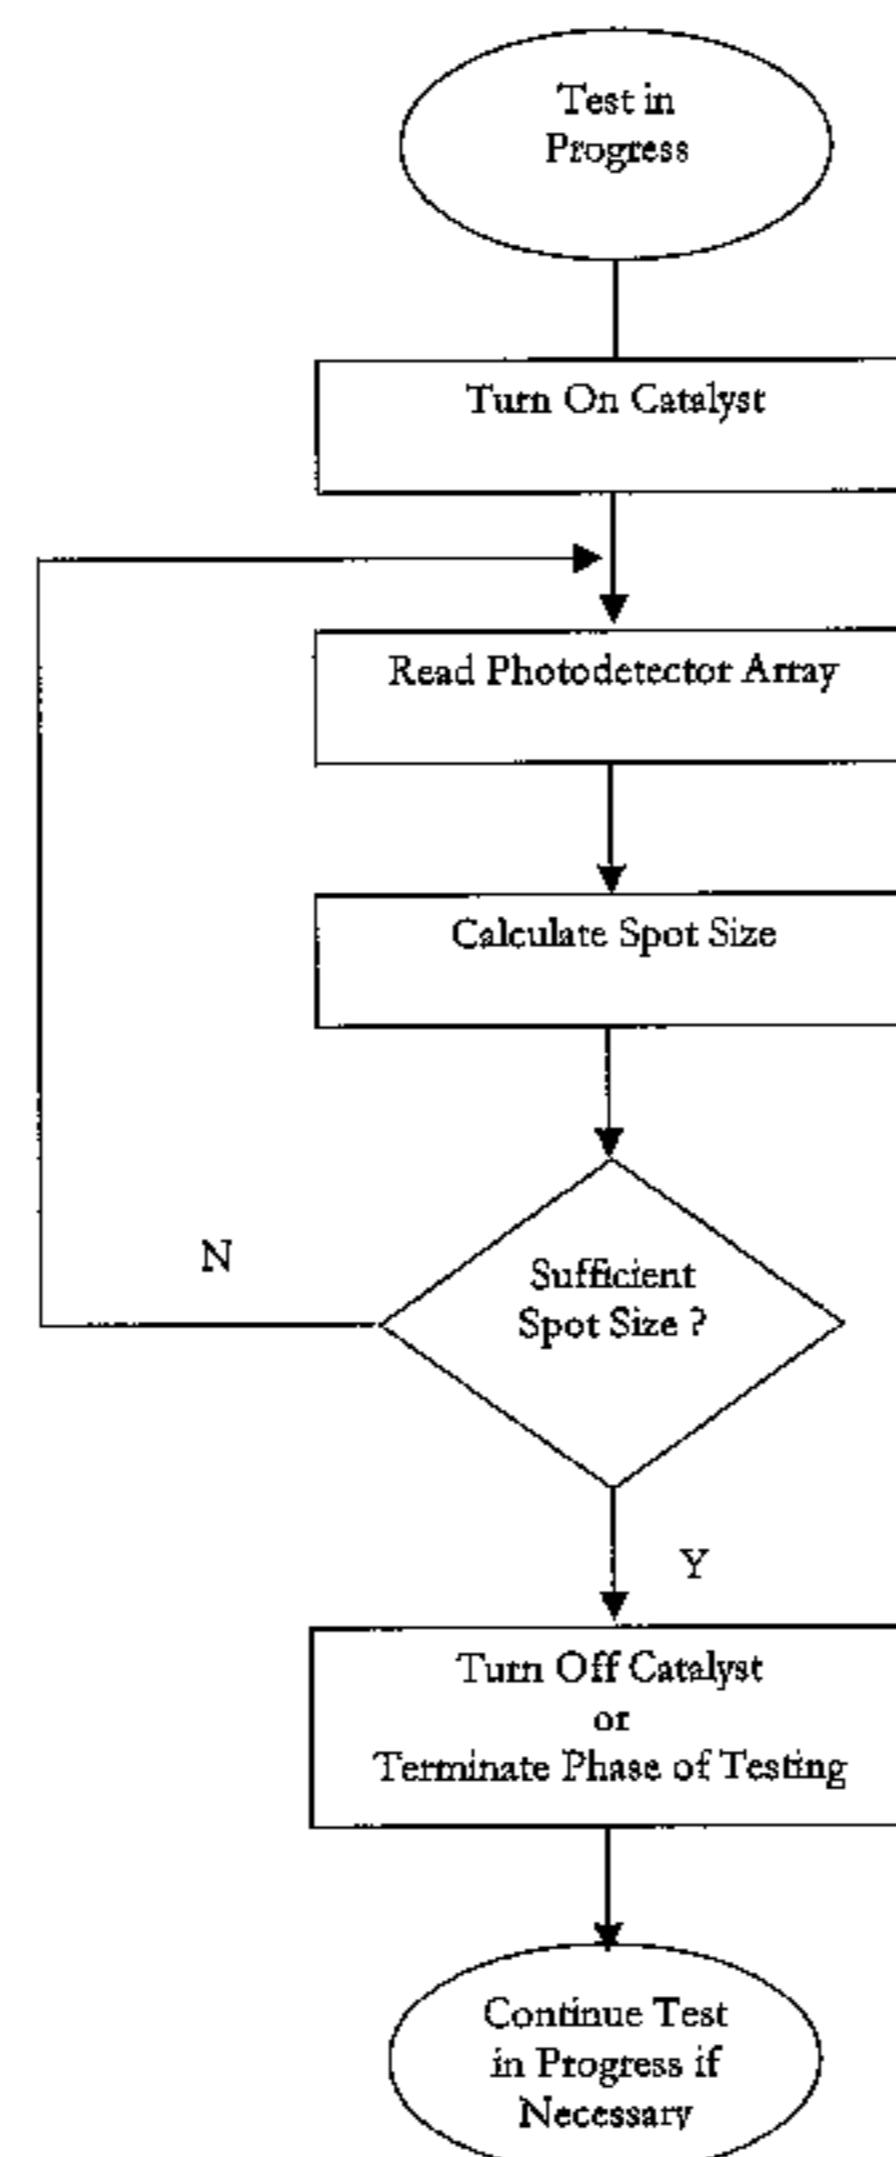 Test in
Progress
Turn On Catalyst
Read Photodetector Array
Calculate Spot Size
N
Sufficient
Spot Size ?
Y
Turn Off Catalyst
or
Terminate Phase of Testing
Continue Test
in Progress if
Necessary